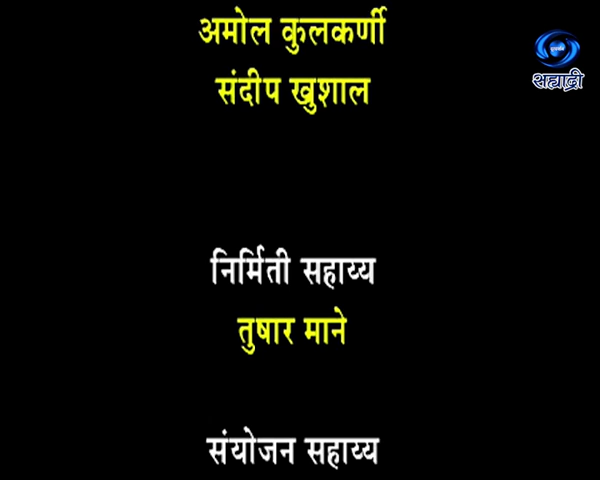 अमोल कुलकर्णी
संदीप खुशाल
सह्याद्री
निर्मिती सहाय्य
तुषार माने
संयोजन सहाय्य